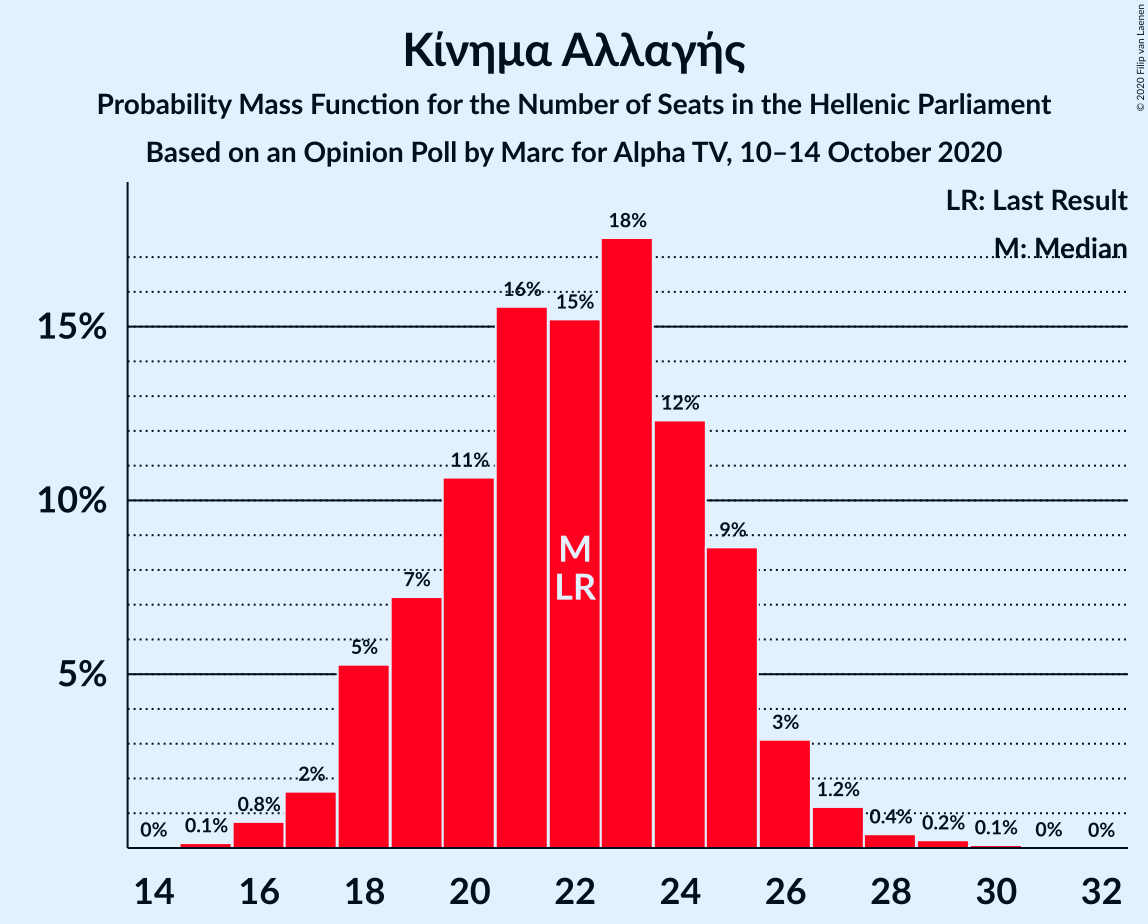 Κίνημα Αλλαγής
Probability Mass Function for the Number of Seats in the Hellenic Parliament
Based on an Opinion Poll by Marc for Alpha TV, 10–14 October 2020
© 2020 Filip van Laenen
LR: Last Result
M: Median
15%
10%
5%
0%
0.1%
0.8%
2%
5%
7%
11%
16%
15%
18%
12%
9%
3%
1.2%
0.4%
0.2%
0.1%
0%
0%
M
LR
14 16 18 20 22 24 26 28 30 32